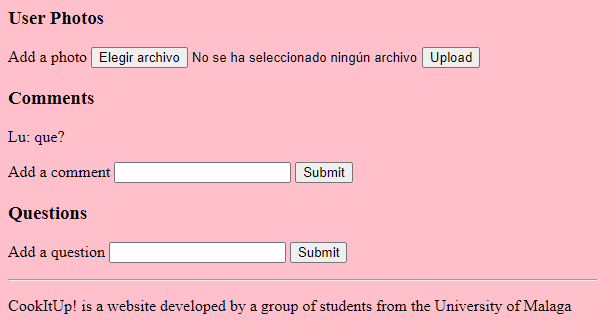 User Photos
Add a photo Elegir archivo No se ha seleccionado ningún archivo Upload
Comments
Lu: que?
Add a comment Submit
Questions
Add a question Submit
CookItUp! is a website developed by a group of students from the University of Malaga